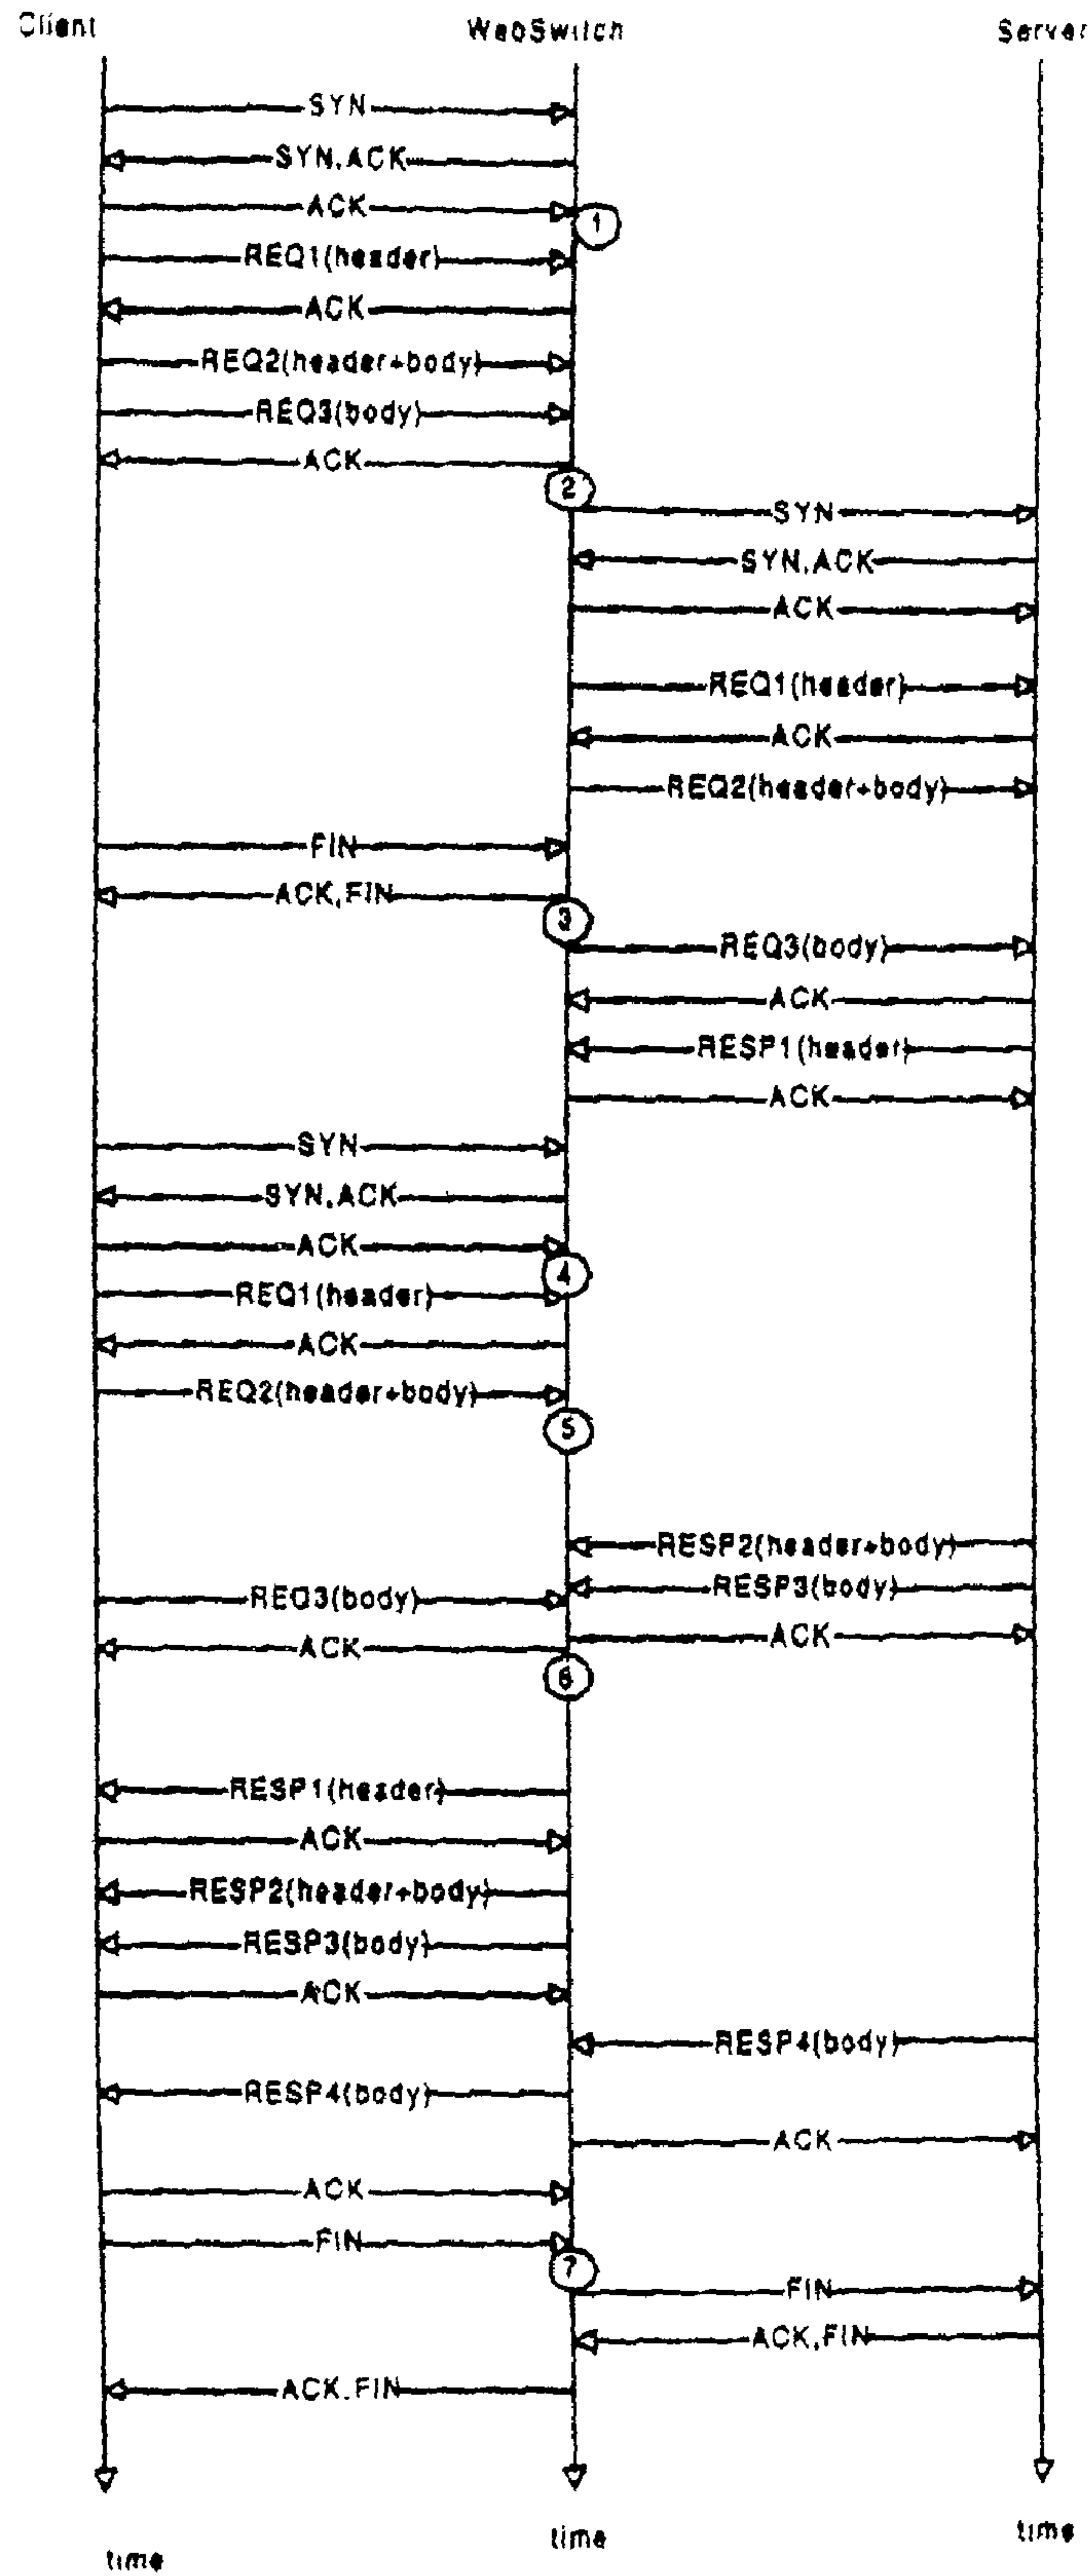 Client WebSwitch Server
SYN
SYN,ACK
ACK
1
REQ1(header)
ACK
REQ2(header+body)
REQ3(body)
ACK
2
SYN
SYN,ACK
ACK
REQ1(header)
ACK
REQ2(header+body)
FIN
ACK,FIN
3
REQ3(body)
ACK
RESP1(header)
ACK
SYN
SYN,ACK
ACK
4
REQ1(header)
ACK
REQ2(header+body)
5
RESP2(header+body)
RESP3(body)
REQ3(body)
ACK
ACK
6
RESP1(header)
ACK
RESP2(header+body)
RESP3(body)
ACK
RESP4(body)
RESP4(body)
ACK
ACK
FIN
7
FIN
ACK,FIN
ACK,FIN
time time time